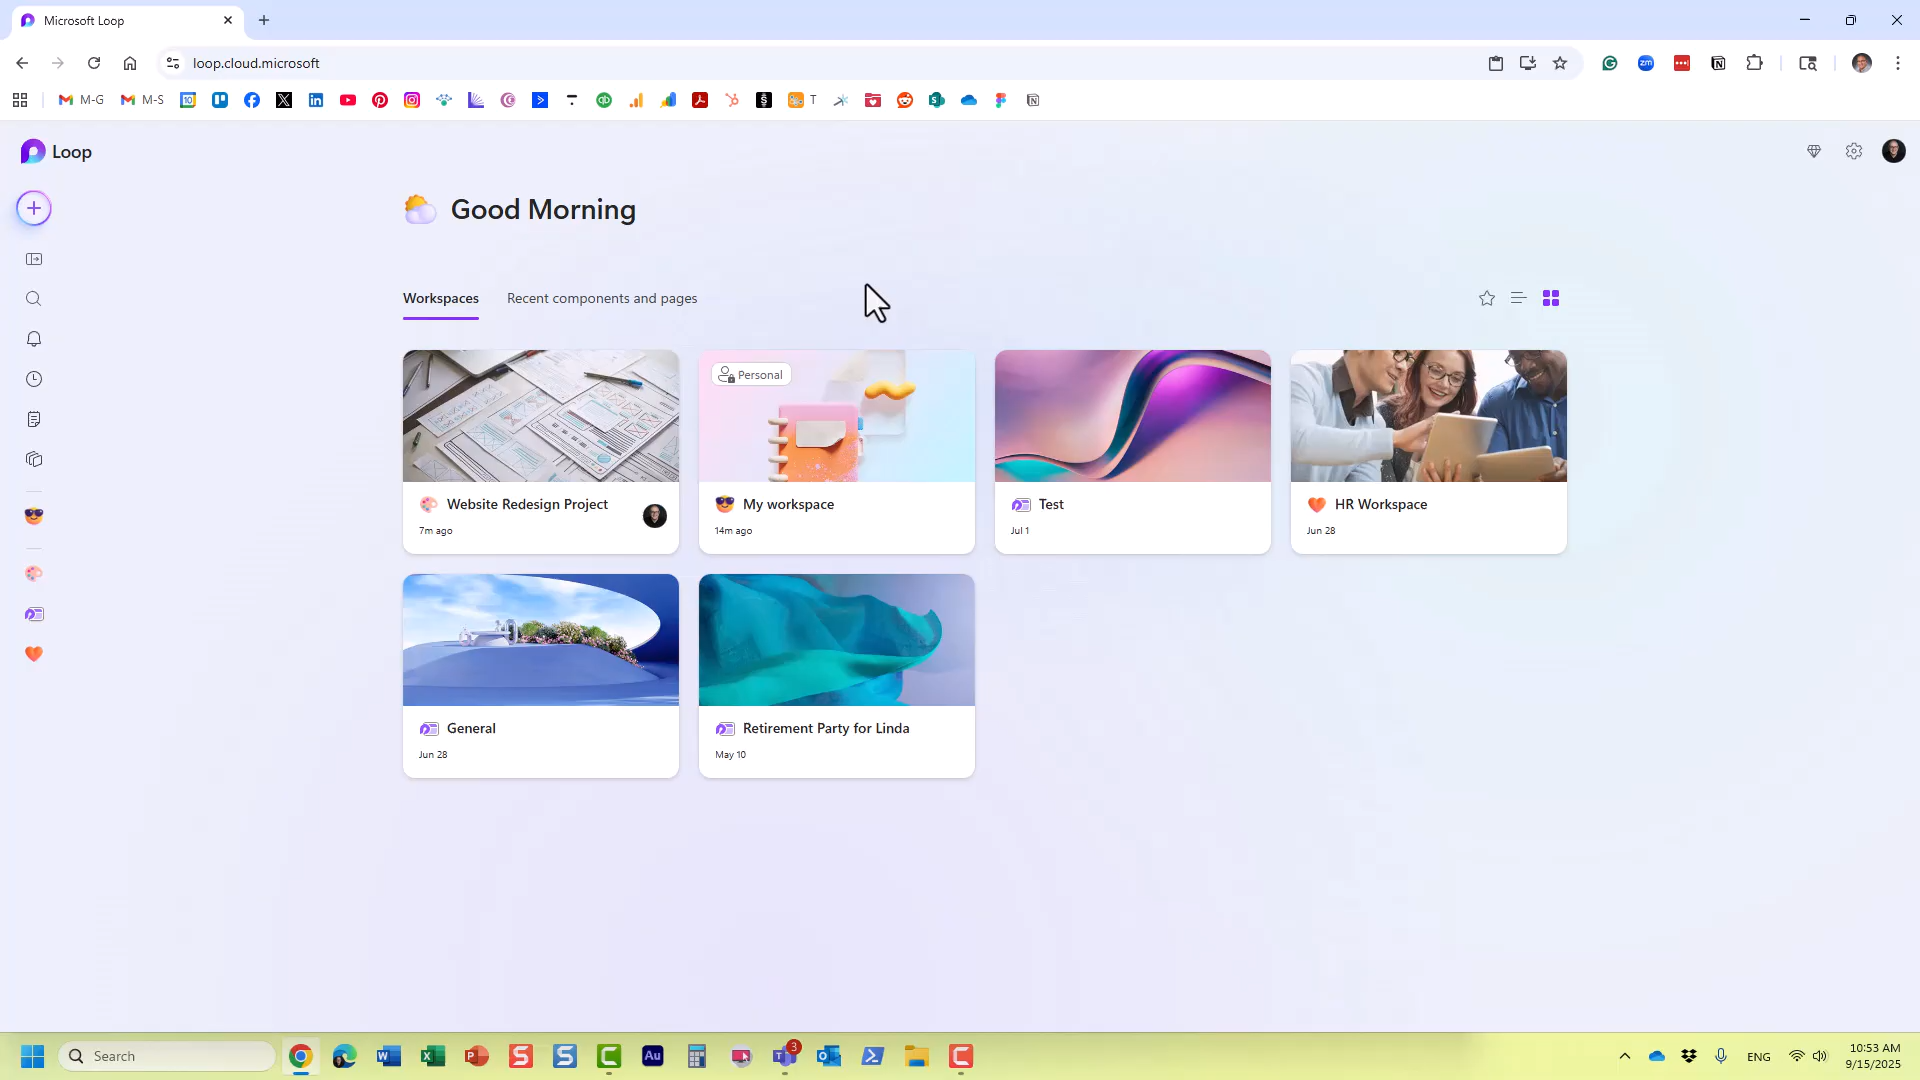 Microsoft Loop
loop.cloud.microsoft
M-G
M-S
T
Loop
Good Morning
Workspaces
Recent components and pages
Personal
Website Redesign Project
7m ago
My workspace
14m ago
Test
Jul 1
HR Workspace
Jun 28
General
Jun 28
Retirement Party for Linda
May 10
Search
3
ENG
10:53 AM
9/15/2025